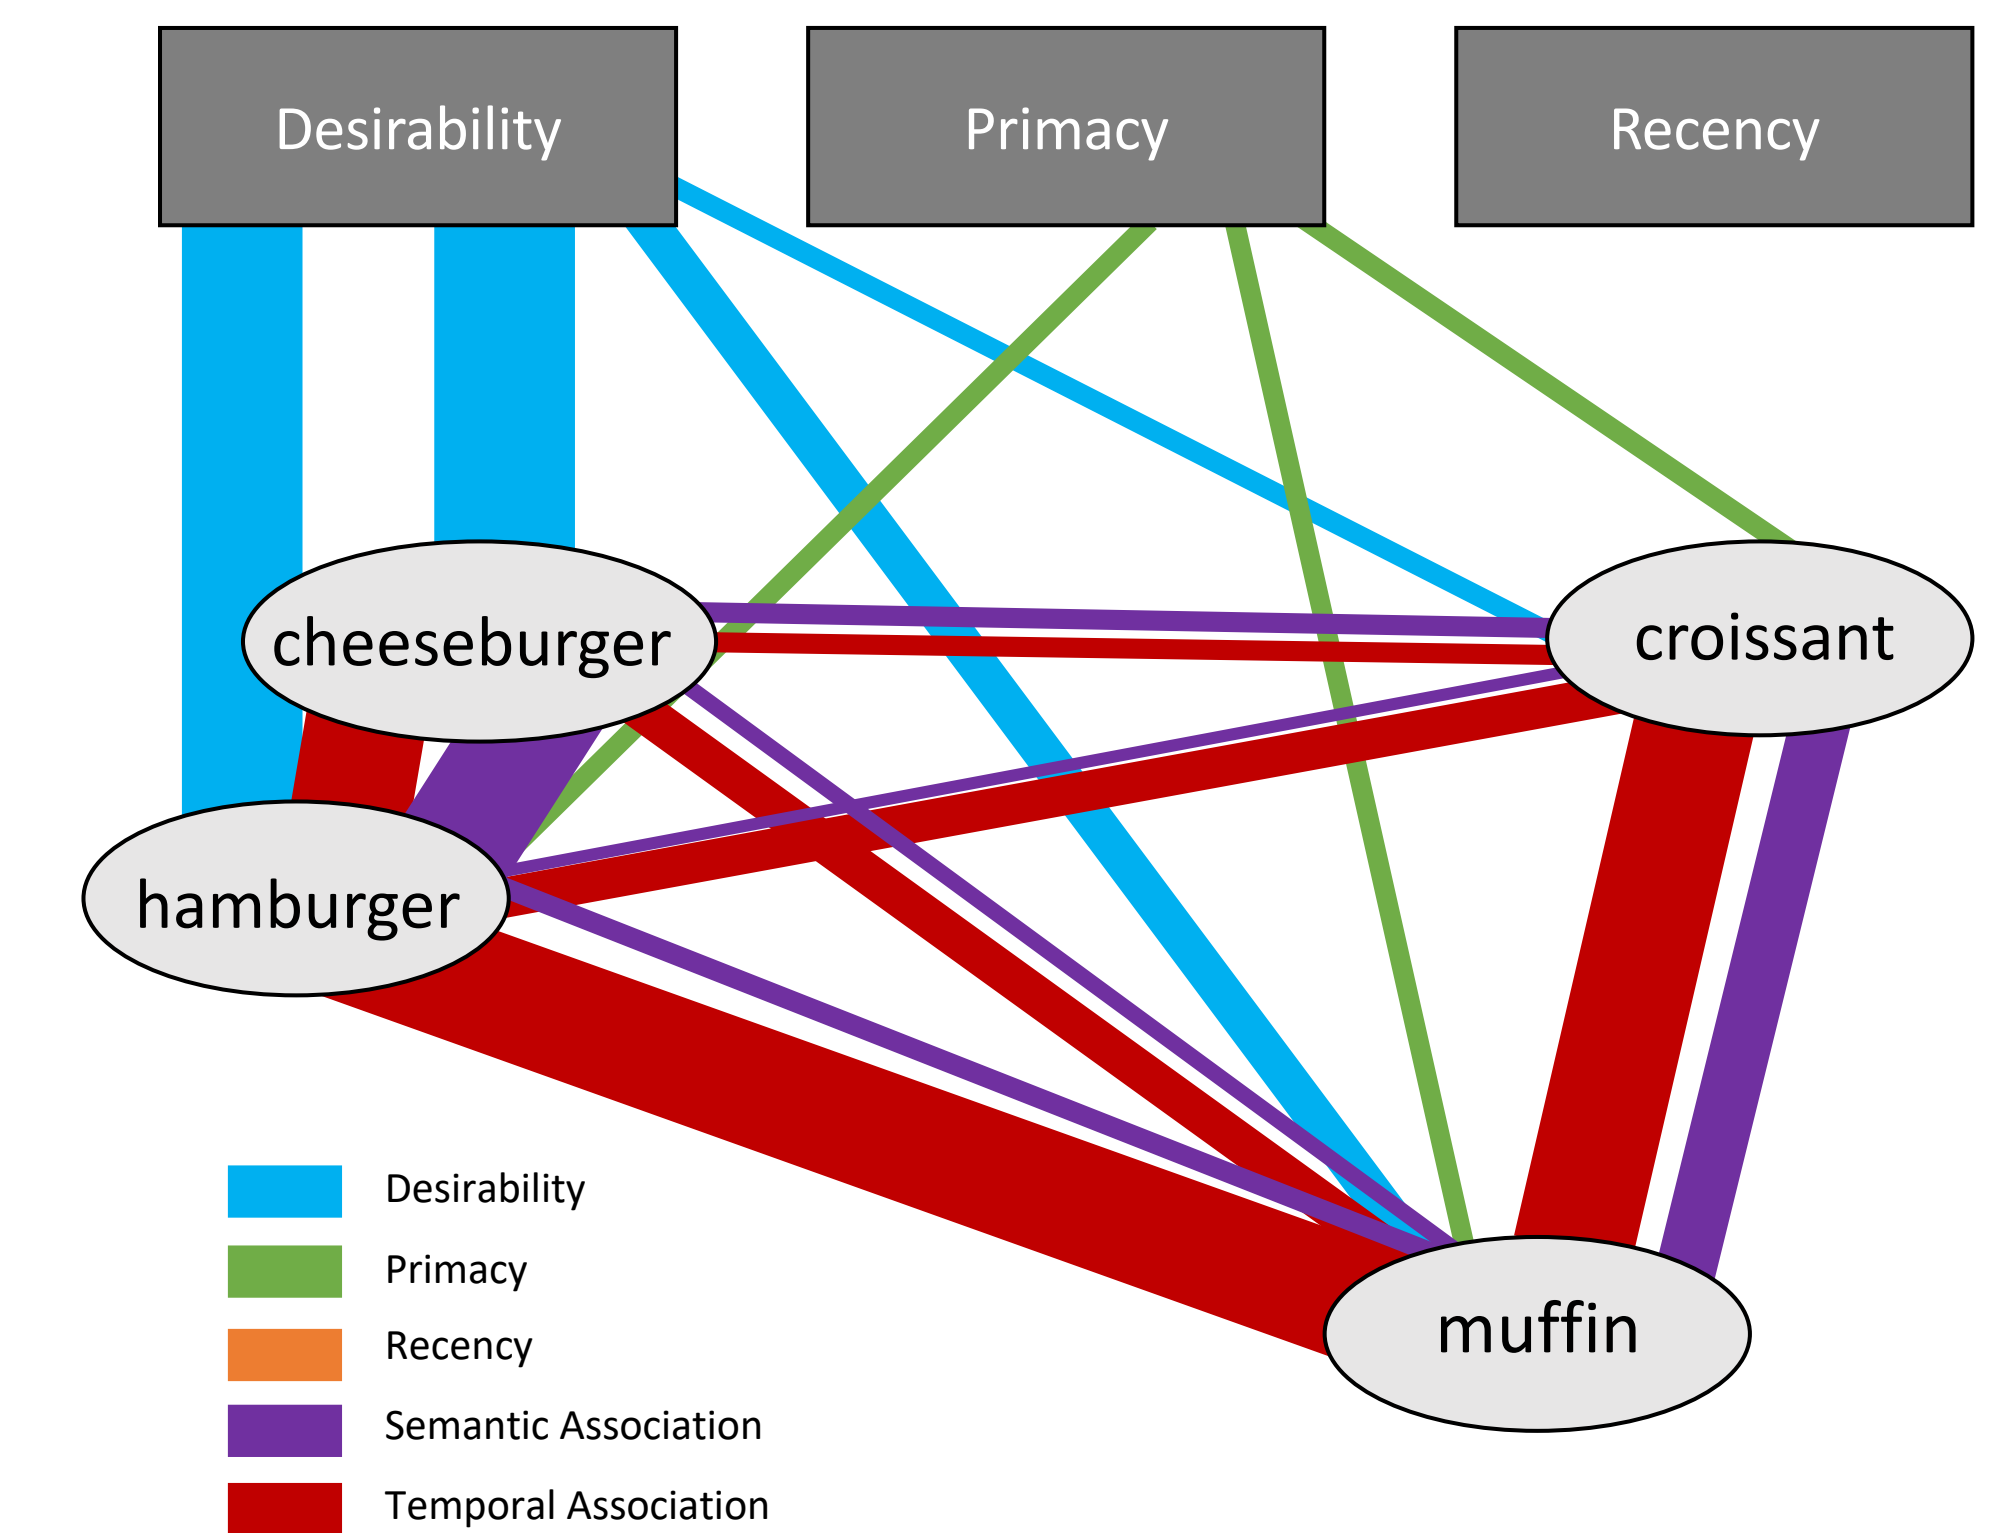 Desirability
Primacy
Recency
cheeseburger
croissant
hamburger
muffin
Desirability
Primacy
Recency
Semantic Association
Temporal Association